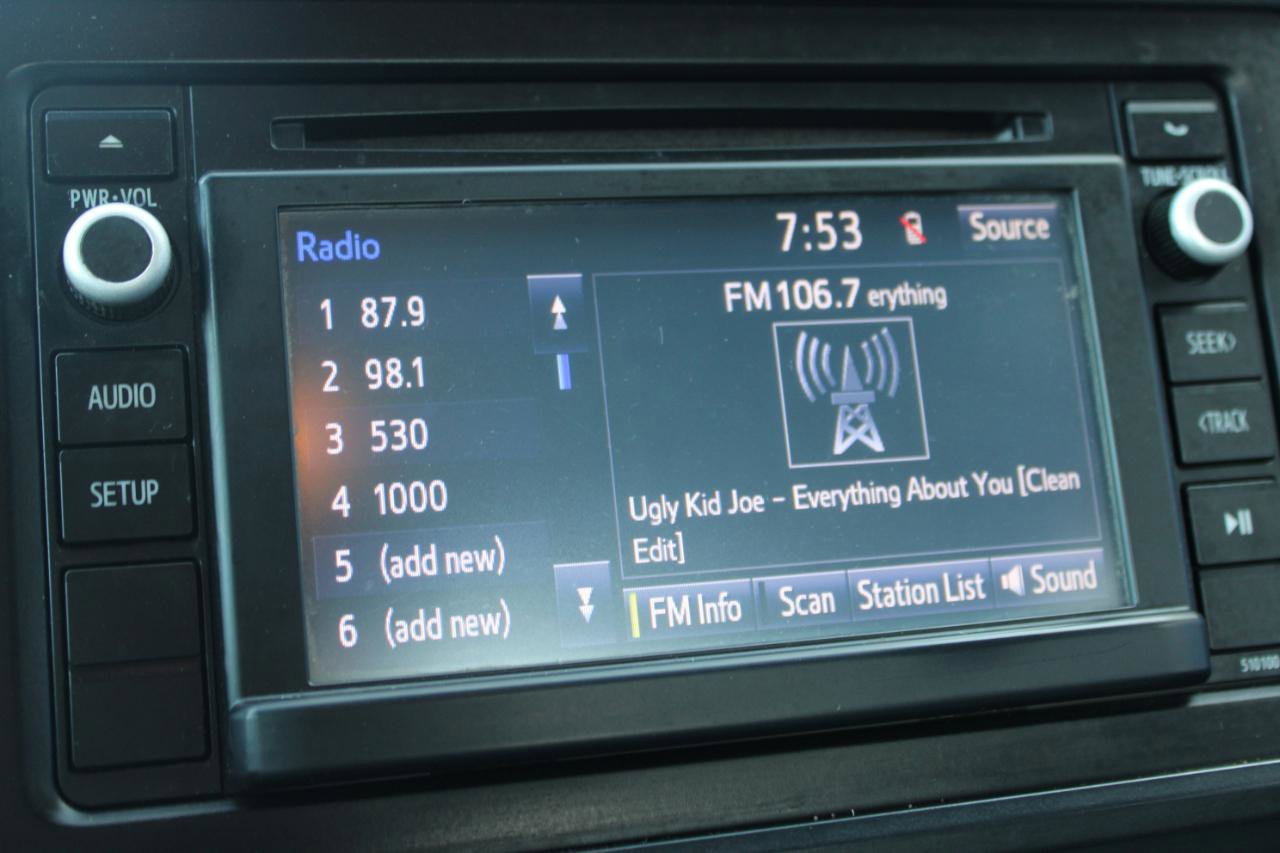 PWR•VOL
AUDIO
SETUP
Radio
7:53
Source
1 87.9
2 98.1
3 530
4 1000
5 (add new)
6 (add new)
FM 106.7 erything
Ugly Kid Joe – Everything About You [Clean
Edit]
FM Info
Scan
Station List
Sound
TUNE•SCROLL
SEEK>
<TRACK